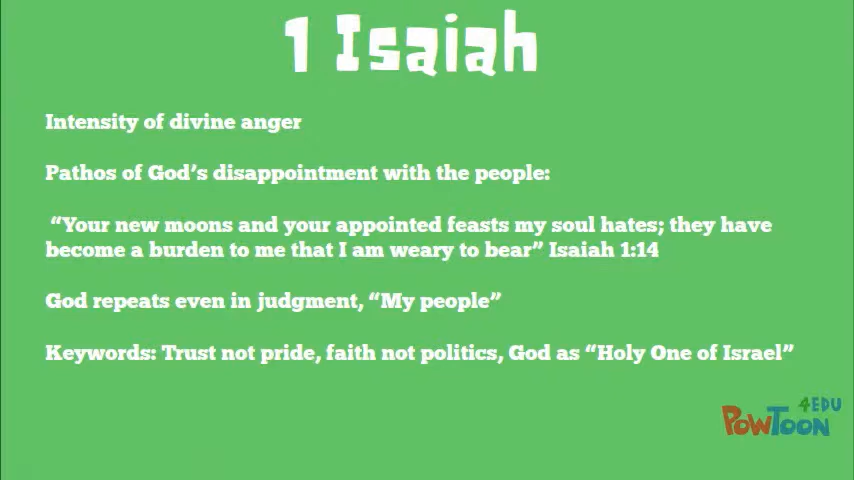 1 Isaiah
Intensity of divine anger
Pathos of God’s disappointment with the people:
“Your new moons and your appointed feasts my soul hates; they have
become a burden to me that I am weary to bear” Isaiah 1:14
God repeats even in judgment, “My people”
Keywords: Trust not pride, faith not politics, God as “Holy One of Israel”
4EDU
POWTOON